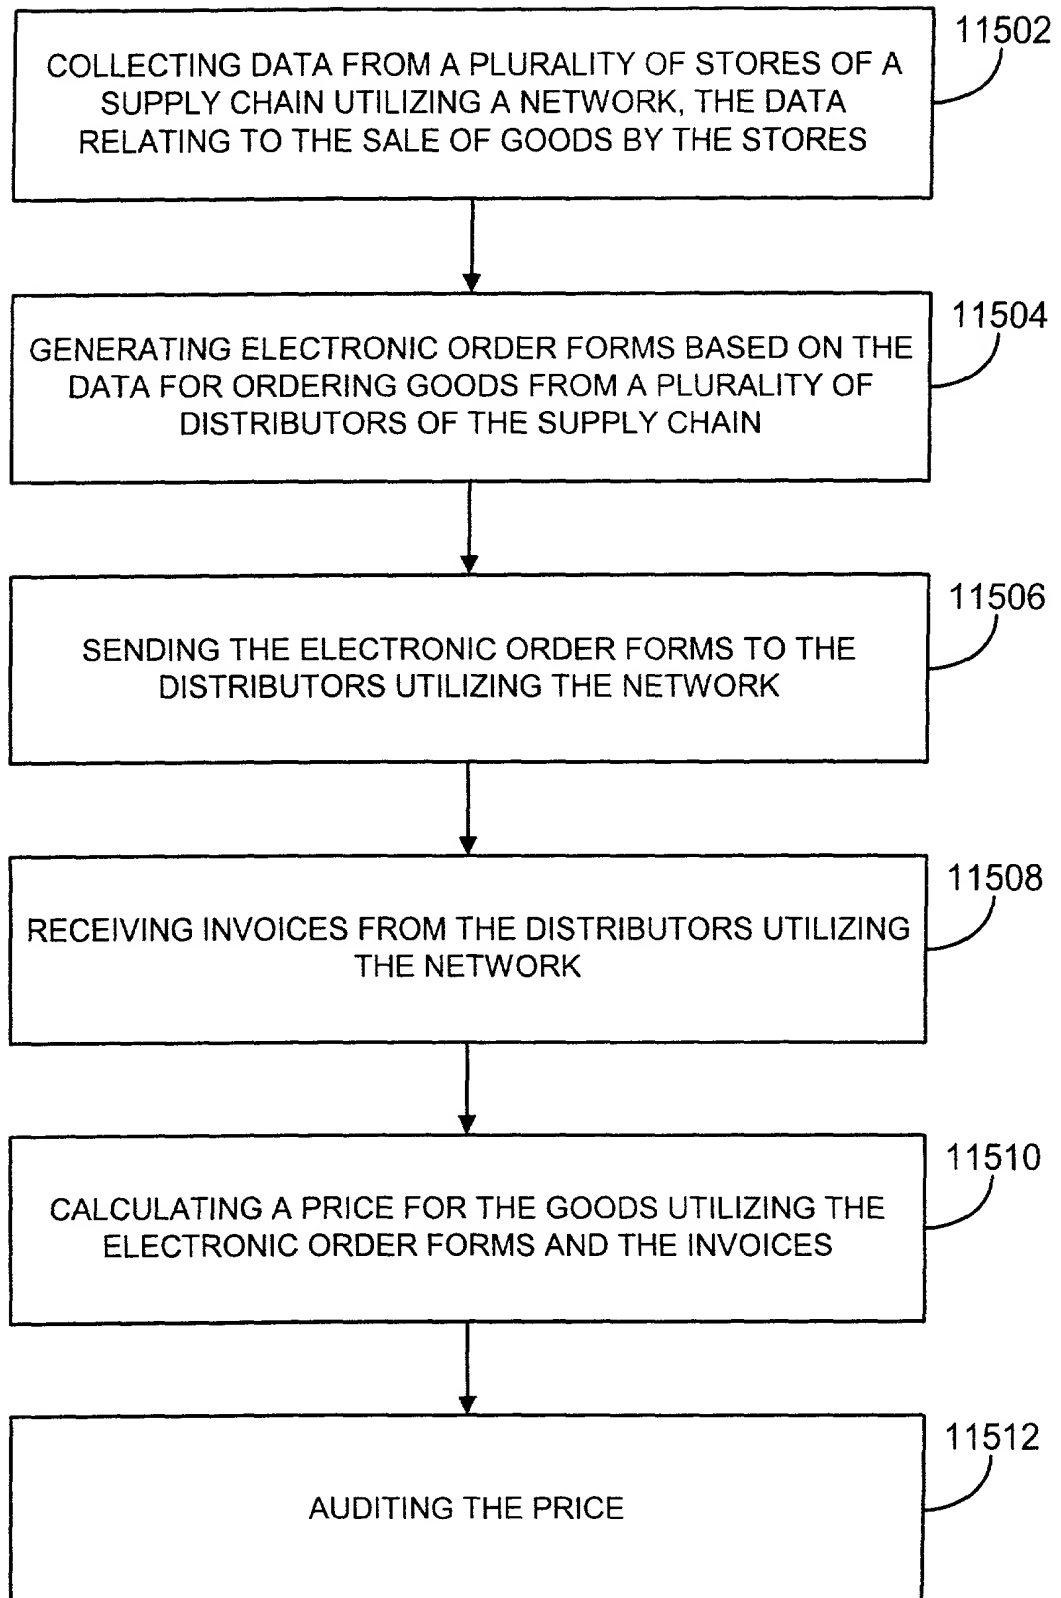 11502
COLLECTING DATA FROM A PLURALITY OF STORES OF A
SUPPLY CHAIN UTILIZING A NETWORK, THE DATA
RELATING TO THE SALE OF GOODS BY THE STORES
11504
GENERATING ELECTRONIC ORDER FORMS BASED ON THE
DATA FOR ORDERING GOODS FROM A PLURALITY OF
DISTRIBUTORS OF THE SUPPLY CHAIN
11506
SENDING THE ELECTRONIC ORDER FORMS TO THE
DISTRIBUTORS UTILIZING THE NETWORK
11508
RECEIVING INVOICES FROM THE DISTRIBUTORS UTILIZING
THE NETWORK
11510
CALCULATING A PRICE FOR THE GOODS UTILIZING THE
ELECTRONIC ORDER FORMS AND THE INVOICES
11512
AUDITING THE PRICE